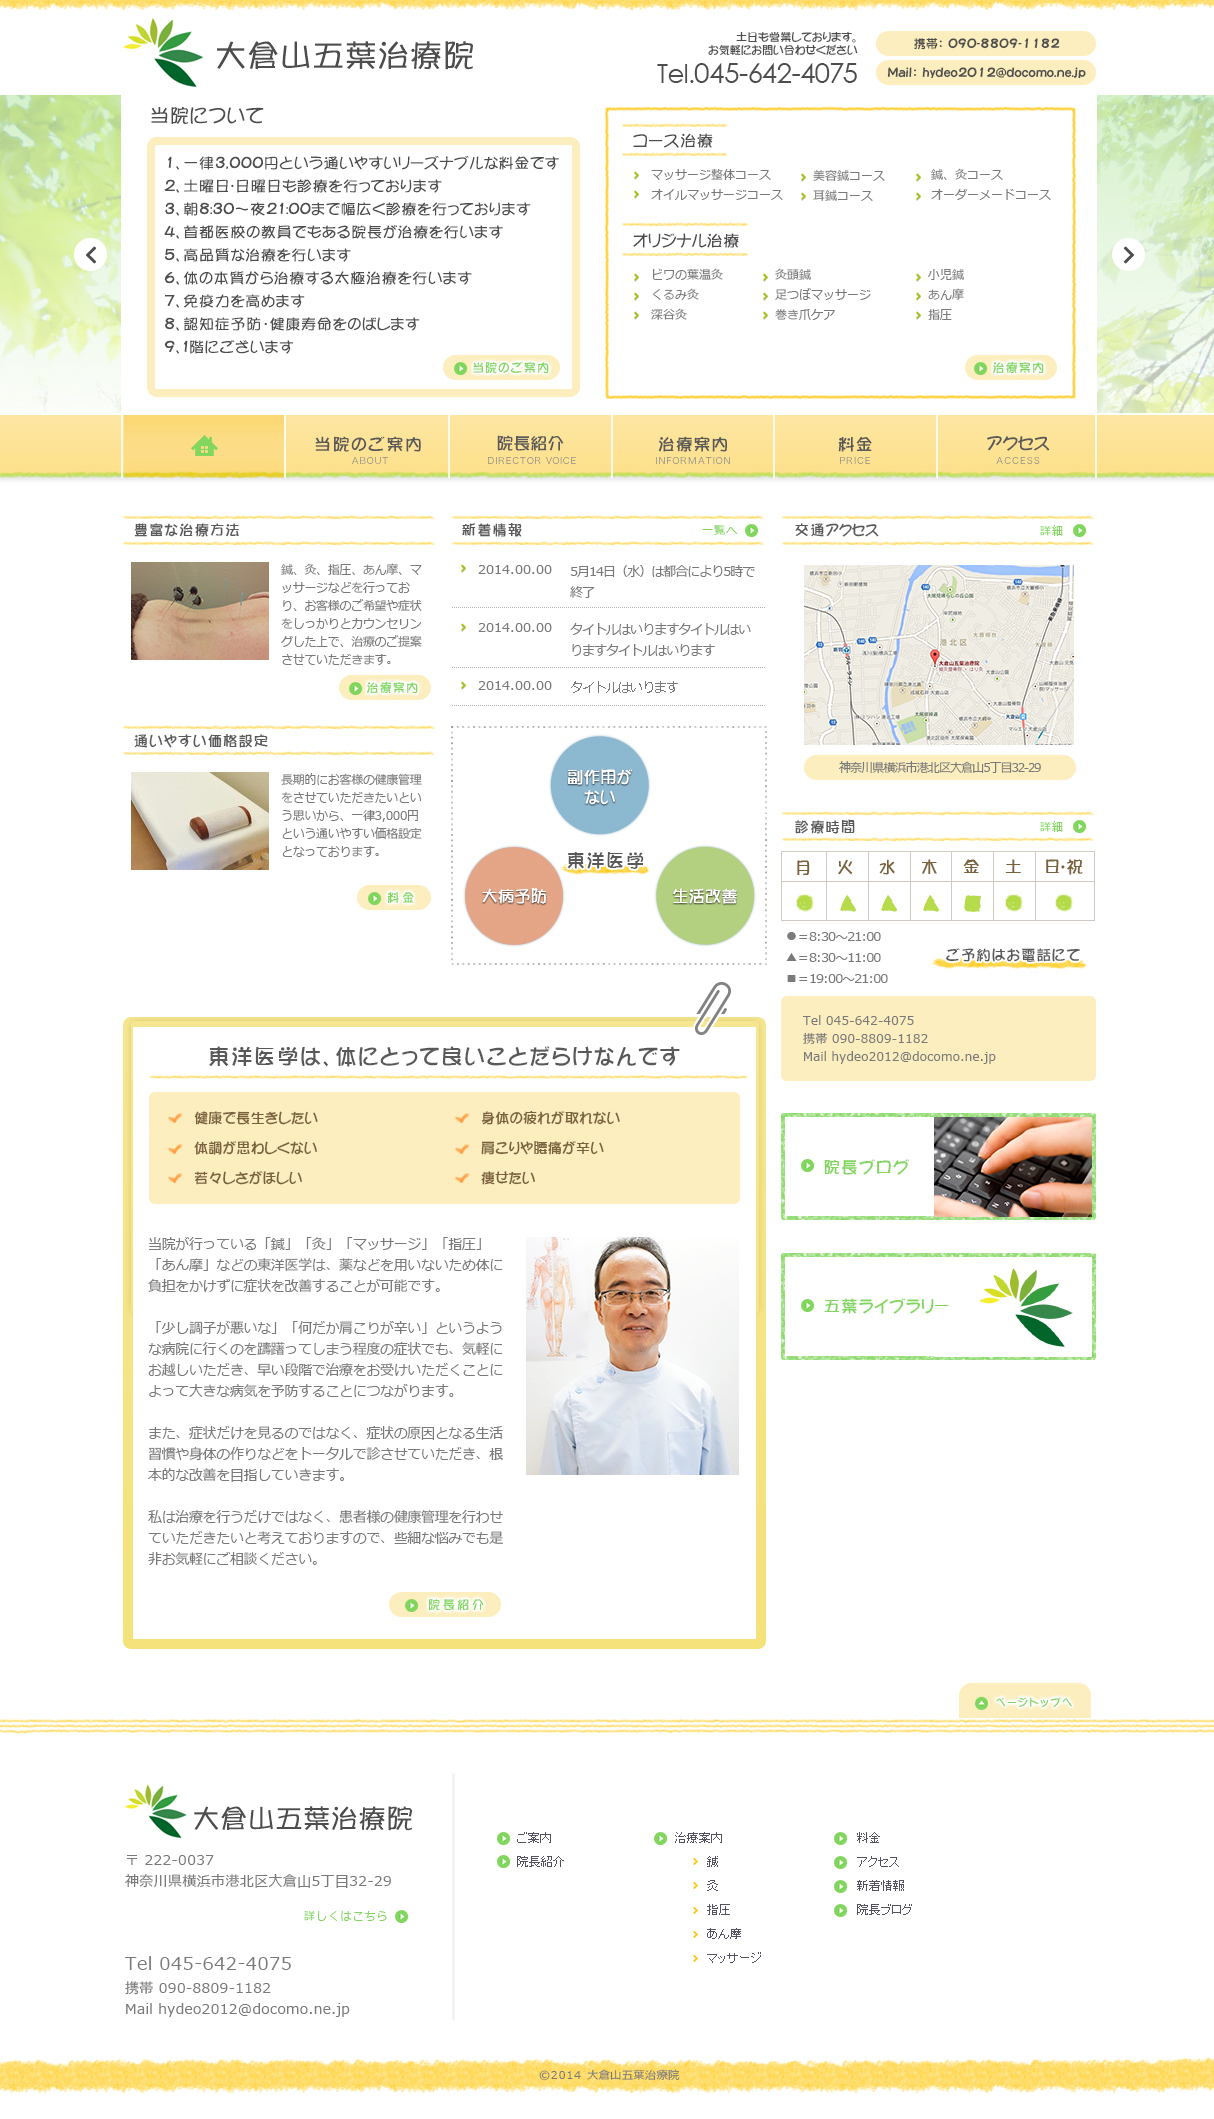 大倉山五葉治療院
土日も営業しております。
お気軽にお問い合わせください
Tel.045-642-4075
携帯： 090-8809-1182
Mail： hydeo2012@docomo.ne.jp
当院について
1、一律3,000円という通いやすいリーズナブルな料金です
2、土曜日・日曜日も診療を行っております
3、朝8:30～夜21:00まで幅広く診療を行っております
4、首都医校の教員でもある院長が治療を行います
5、高品質な治療を行います
6、体の本質から治療する太極治療を行います
7、免疫力を高めます
8、認知症予防・健康寿命をのばします
9、1階にございます
当院のご案内
コース治療
マッサージ整体コース
美容鍼コース
鍼、灸コース
オイルマッサージコース
耳鍼コース
オーダーメードコース
オリジナル治療
ビワの葉温灸
灸頭鍼
小児鍼
くるみ灸
足つぼマッサージ
あん摩
深谷灸
巻き爪ケア
指圧
治療案内
当院のご案内
ABOUT
院長紹介
DIRECTOR VOICE
治療案内
INFORMATION
料金
PRICE
アクセス
ACCESS
豊富な治療方法
鍼、灸、指圧、あん摩、マ
ッサージなどを行ってお
り、お客様のご希望や症状
をしっかりとカウンセリン
グした上で、治療のご提案
させていただきます。
治療案内
通いやすい価格設定
長期的にお客様の健康管理
をさせていただきたいとい
う思いから、一律3,000円
という通いやすい価格設定
となっております。
料金
新着情報
一覧へ
2014.00.00
5月14日（水）は都合により5時で
終了
2014.00.00
タイトルはいりますタイトルはい
りますタイトルはいります
2014.00.00
タイトルはいります
副作用が
ない
東洋医学
大病予防
生活改善
交通アクセス
詳細
港北区
大倉山五葉治療院
神奈川県横浜市港北区大倉山5丁目32-29
診療時間
詳細
月 火 水 木 金 土 日・祝
● ▲ ▲ ▲ ■ ● ●
●＝8:30～21:00
▲＝8:30～11:00
■＝19:00～21:00
ご予約はお電話にて
Tel 045-642-4075
携帯 090-8809-1182
Mail hydeo2012@docomo.ne.jp
院長ブログ
五葉ライブラリー
東洋医学は、体にとって良いことだらけなんです
健康で長生きしたい
身体の疲れが取れない
体調が思わしくない
肩こりや腰痛が辛い
若々しさがほしい
痩せたい
当院が行っている「鍼」「灸」「マッサージ」「指圧」
「あん摩」などの東洋医学は、薬などを用いないため体に
負担をかけずに症状を改善することが可能です。
「少し調子が悪いな」「何だか肩こりが辛い」というよう
な病院に行くのを躊躇ってしまう程度の症状でも、気軽に
お越しいただき、早い段階で治療をお受けいただくことに
よって大きな病気を予防することにつながります。
また、症状だけを見るのではなく、症状の原因となる生活
習慣や身体の作りなどをトータルで診させていただき、根
本的な改善を目指していきます。
私は治療を行うだけではなく、患者様の健康管理を行わせ
ていただきたいと考えておりますので、些細な悩みでも是
非お気軽にご相談ください。
院長紹介
ページトップへ
大倉山五葉治療院
〒 222-0037
神奈川県横浜市港北区大倉山5丁目32-29
詳しくはこちら
Tel 045-642-4075
携帯 090-8809-1182
Mail hydeo2012@docomo.ne.jp
ご案内
院長紹介
治療案内
鍼
灸
指圧
あん摩
マッサージ
料金
アクセス
新着情報
院長ブログ
©2014 大倉山五葉治療院